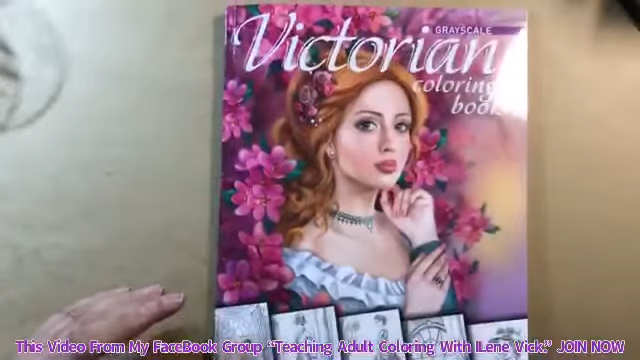 GRAYSCALE
Victorian
coloring
book
This Video From My FaceBook Group "Teaching Adult Coloring With ILene Vick." JOIN NOW